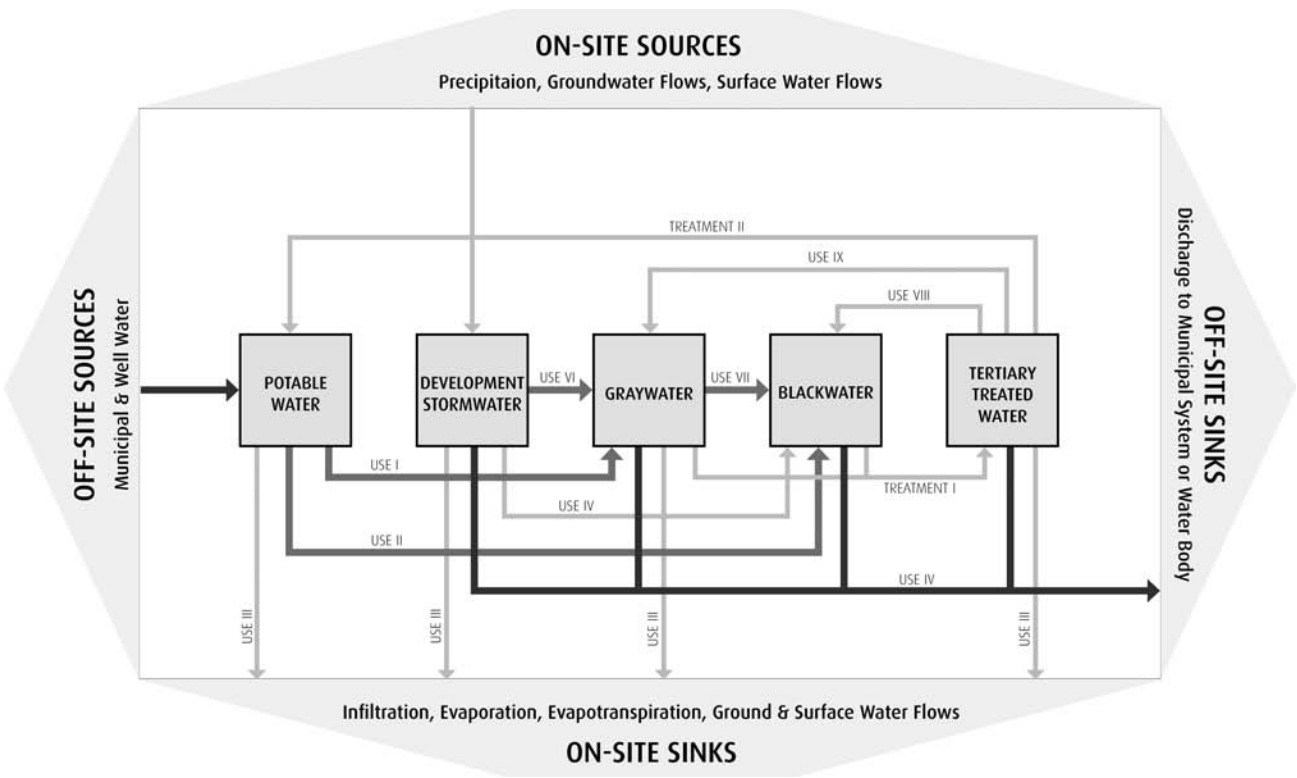 ON-SITE SOURCES
Precipitaion, Groundwater Flows, Surface Water Flows
OFF-SITE SOURCES
Municipal & Well Water
TREATMENT II
USE IX
USE VIII
POTABLE
WATER
DEVELOPMENT
STORMWATER
USE VI
GRAYWATER
USE VII
BLACKWATER
TERTIARY
TREATED
WATER
USE I
USE IV
TREATMENT I
USE II
USE IV
USE III
USE III
USE III
USE III
Discharge to Municipal System or Water Body
OFF-SITE SINKS
Infiltration, Evaporation, Evapotranspiration, Ground & Surface Water Flows
ON-SITE SINKS